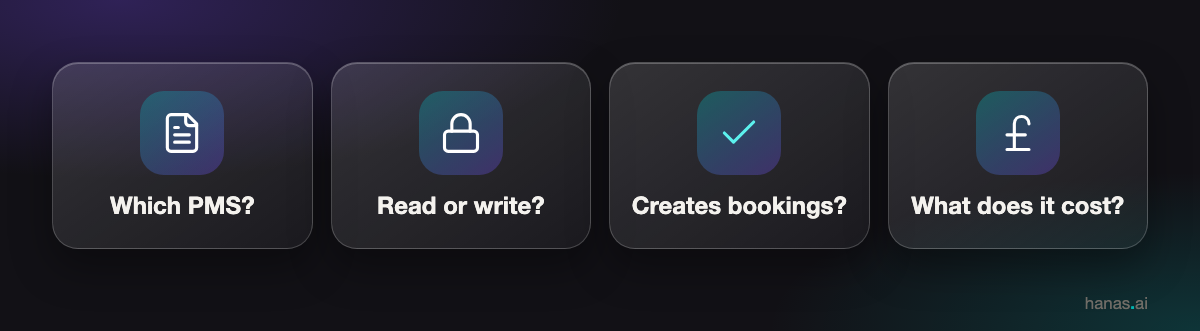 Which PMS?
Read or write?
Creates bookings?
What does it cost?
hanas.ai